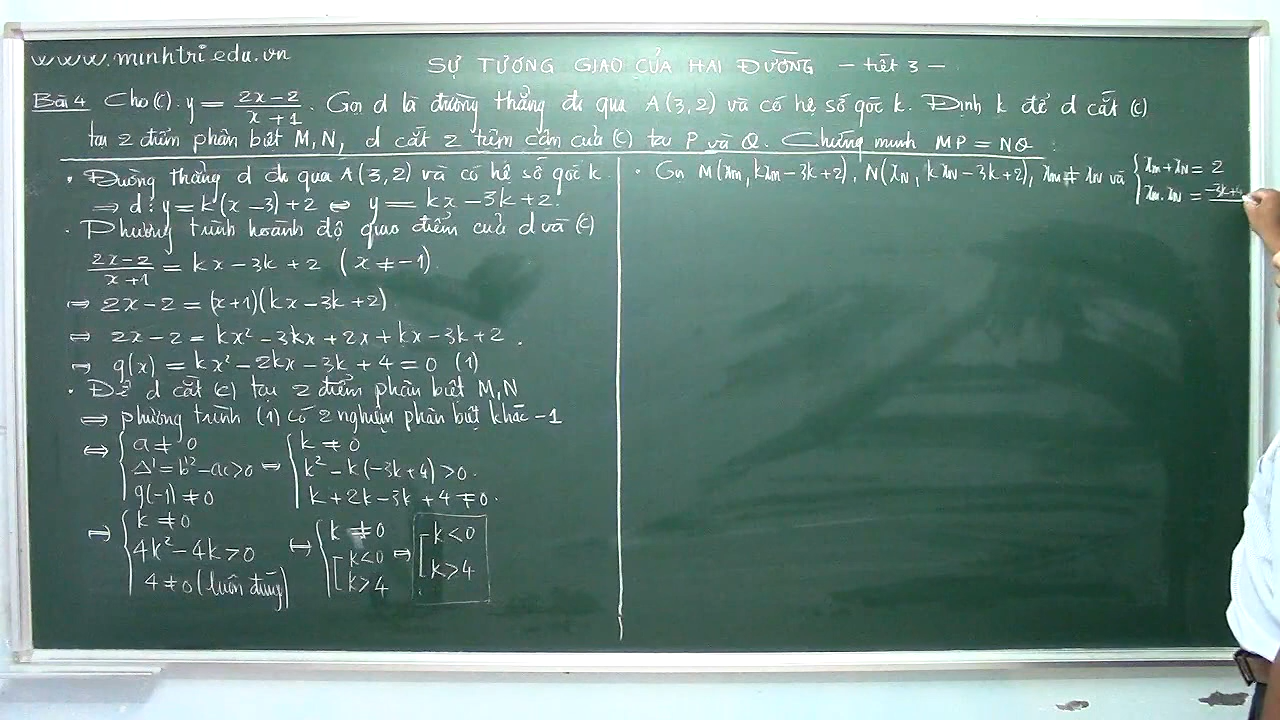 www.minhtri.edu.vn
SỰ TƯƠNG GIAO CỦA HAI ĐƯỜNG — tiết 3 —
Bài 4 Cho (C): y = \frac{2x-2}{x+1}. Gọi d là đường thẳng đi qua A(3,2) và có hệ số góc k. Định k để d cắt (C)
tại 2 điểm phân biệt M,N, d cắt 2 tiệm cận của (C) tại P và Q. Chứng minh MP = NQ.
• Đường thẳng d đi qua A(3,2) và có hệ số góc k.
⇒ d: y = k(x-3)+2 ⇔ y = kx-3k+2.
• Phương trình hoành độ giao điểm của d và (C)
\frac{2x-2}{x+1} = kx-3k+2 (x ≠ -1)
⇔ 2x-2 = (x+1)(kx-3k+2)
⇔ 2x-2 = kx²-3kx+2x+kx-3k+2.
⇔ g(x) = kx²-2kx-3k+4=0 (1)
• Để d cắt (C) tại 2 điểm phân biệt M,N
⇔ phương trình (1) có 2 nghiệm phân biệt khác -1
⇔ { a ≠ 0 ; Δ' = b'²-ac>0 ; g(-1) ≠ 0 ⇔ { k ≠ 0 ; k²-k(-3k+4)>0. ; k+2k-3k+4 ≠ 0.
⇔ { k ≠ 0 ; 4k²-4k>0 ; 4 ≠ 0 (luôn đúng) ⇔ { k ≠ 0 ; [ k<0 ; k>4 ⇔ [ k<0 ; k>4
• Gọi M(x_M, kx_M-3k+2), N(x_N, kx_N-3k+2), x_M ≠ x_N và { x_M+x_N = 2 ; x_M.x_N = -3k+4